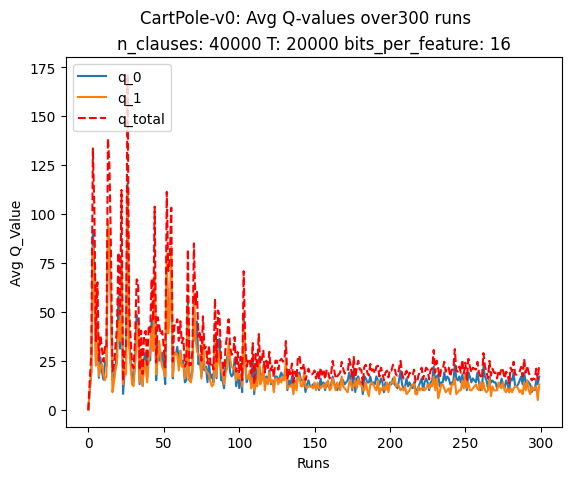 CartPole-v0: Avg Q-values over300 runs
n_clauses: 40000 T: 20000 bits_per_feature: 16
q_0
q_1
q_total
Avg Q_Value
175
150
125
100
75
50
25
0
0 50 100 150 200 250 300
Runs